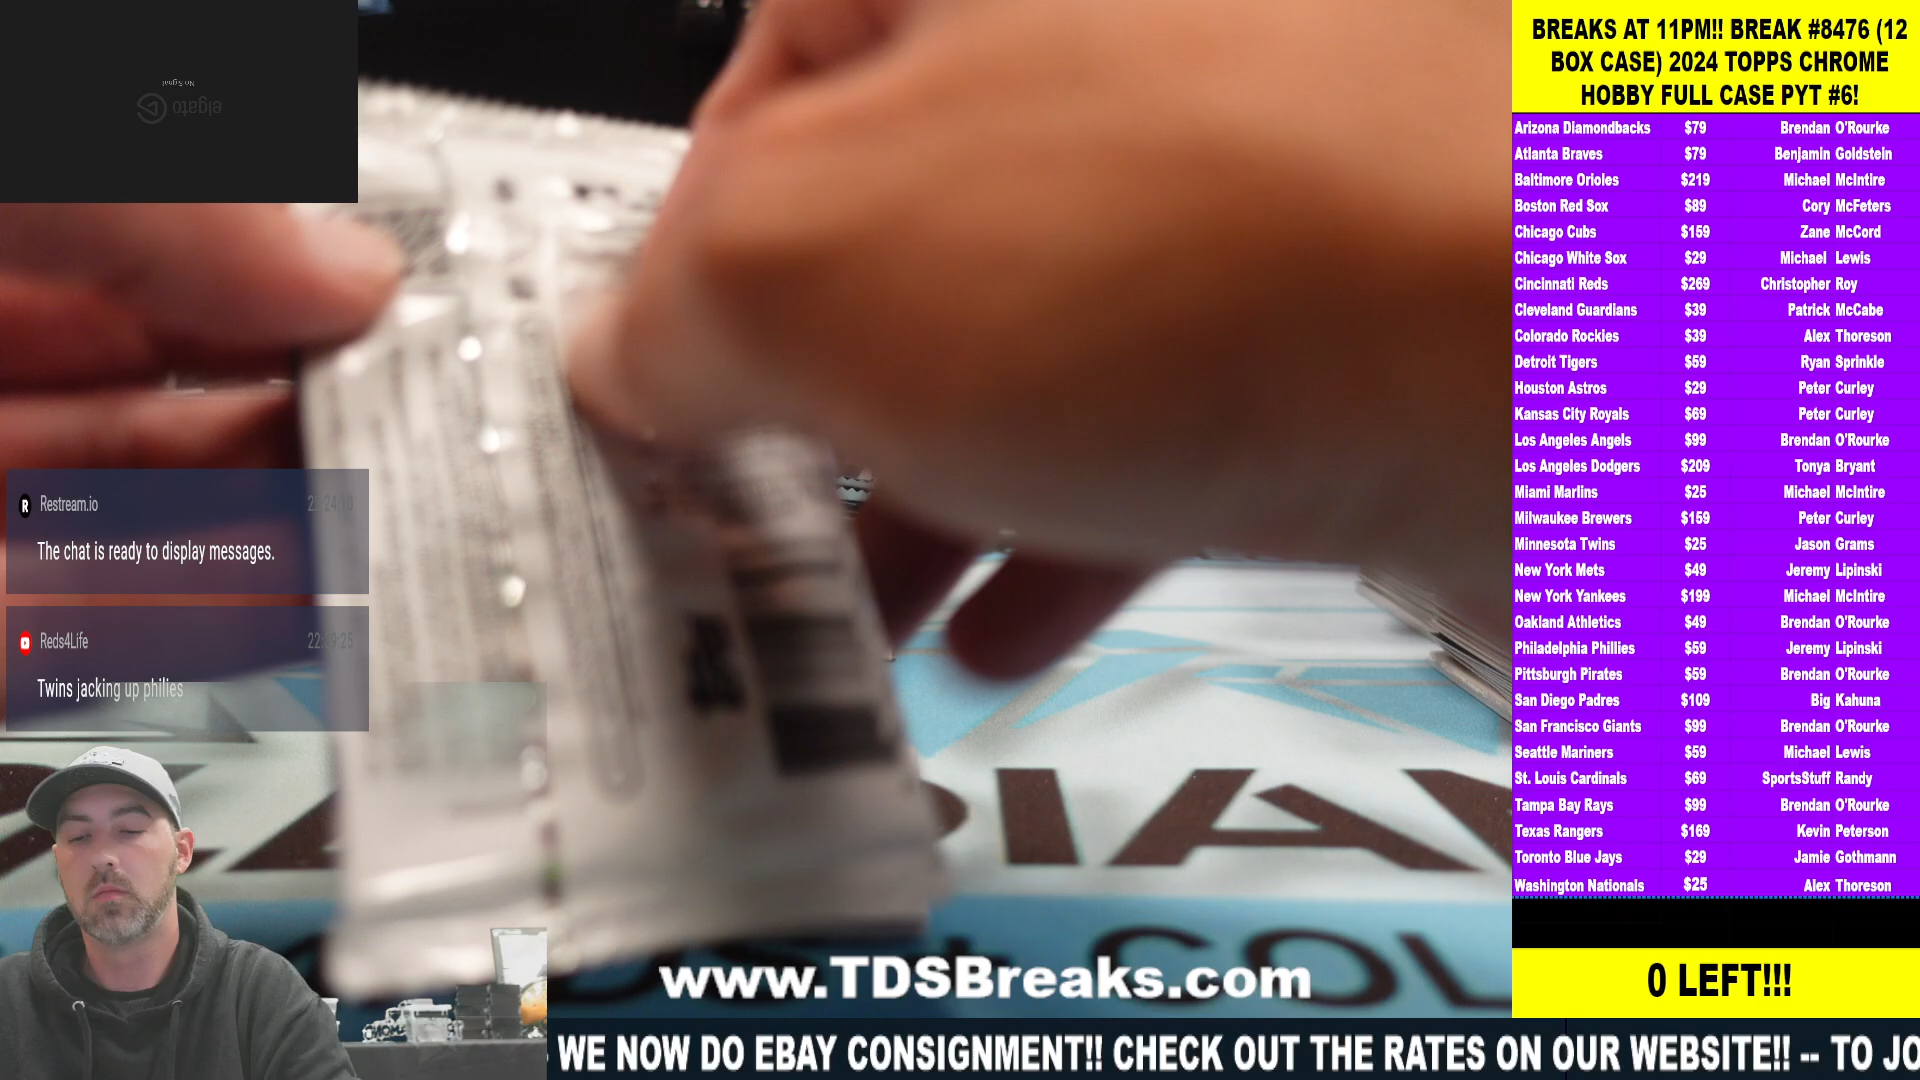 No Signal
elgato
BREAKS AT 11PM!! BREAK #8476 (12
BOX CASE) 2024 TOPPS CHROME
HOBBY FULL CASE PYT #6!
Arizona Diamondbacks $79 Brendan O'Rourke
Atlanta Braves $79 Benjamin Goldstein
Baltimore Orioles $219 Michael McIntire
Boston Red Sox $89 Cory McFeters
Chicago Cubs $159 Zane McCord
Chicago White Sox $29 Michael Lewis
Cincinnati Reds $269 Christopher Roy
Cleveland Guardians $39 Patrick McCabe
Colorado Rockies $39 Alex Thoreson
Detroit Tigers $59 Ryan Sprinkle
Houston Astros $29 Peter Curley
Kansas City Royals $69 Peter Curley
Los Angeles Angels $99 Brendan O'Rourke
Los Angeles Dodgers $209 Tonya Bryant
Miami Marlins $25 Michael McIntire
Milwaukee Brewers $159 Peter Curley
Minnesota Twins $25 Jason Grams
New York Mets $49 Jeremy Lipinski
New York Yankees $199 Michael McIntire
Oakland Athletics $49 Brendan O'Rourke
Philadelphia Phillies $59 Jeremy Lipinski
Pittsburgh Pirates $59 Brendan O'Rourke
San Diego Padres $109 Big Kahuna
San Francisco Giants $99 Brendan O'Rourke
Seattle Mariners $59 Michael Lewis
St. Louis Cardinals $69 SportsStuff Randy
Tampa Bay Rays $99 Brendan O'Rourke
Texas Rangers $169 Kevin Peterson
Toronto Blue Jays $29 Jamie Gothmann
Washington Nationals $25 Alex Thoreson
0 LEFT!!!
Restream.io
The chat is ready to display messages.
Reds4Life
Twins jacking up philies
www.TDSBreaks.com
WE NOW DO EBAY CONSIGNMENT!! CHECK OUT THE RATES ON OUR WEBSITE!! -- TO JO